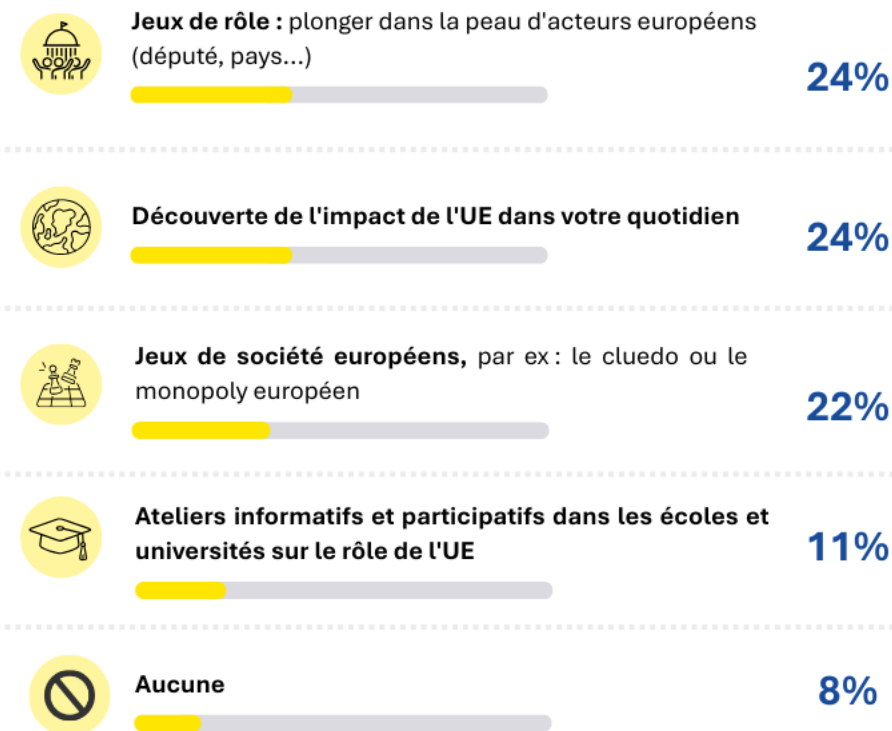 Jeux de rôle : plonger dans la peau d'acteurs européens
(député, pays...)
24%
Découverte de l'impact de l'UE dans votre quotidien
24%
Jeux de société européens, par ex : le cluedo ou le
monopoly européen
22%
Ateliers informatifs et participatifs dans les écoles et
universités sur le rôle de l'UE
11%
Aucune
8%